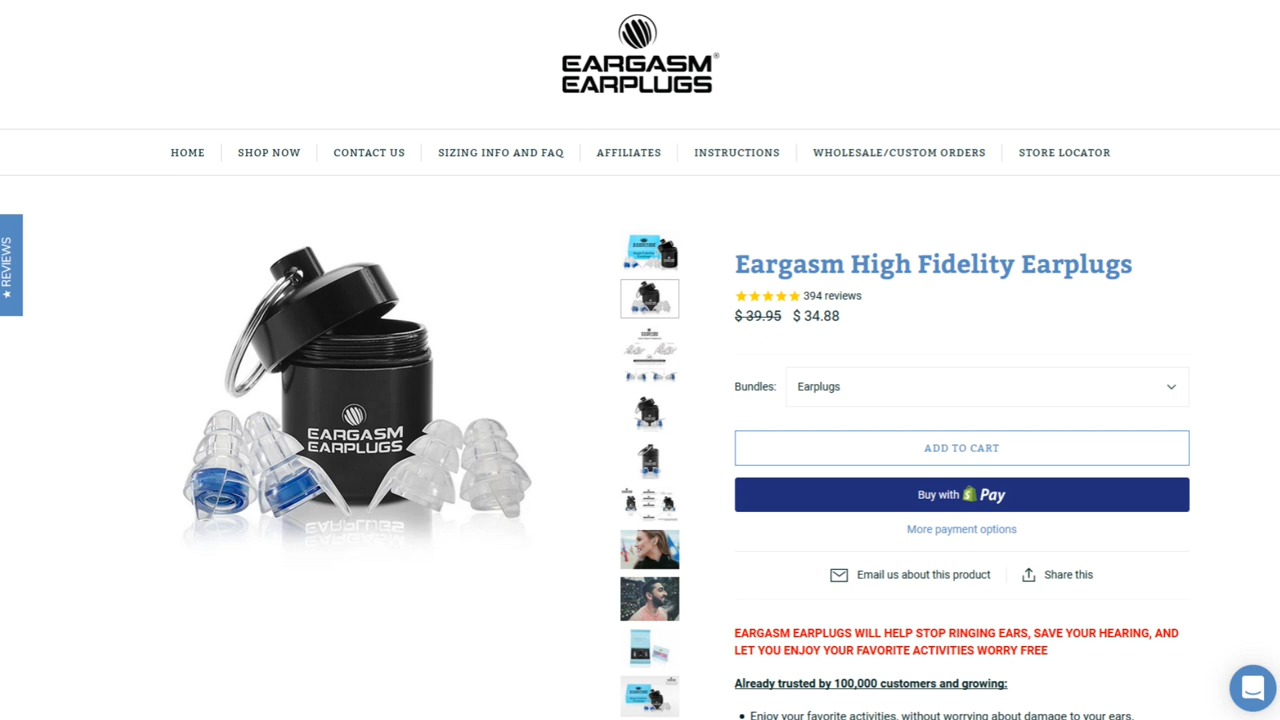 EARGASM®
EARPLUGS
HOME
SHOP NOW
CONTACT US
SIZING INFO AND FAQ
AFFILIATES
INSTRUCTIONS
WHOLESALE/CUSTOM ORDERS
STORE LOCATOR
★ REVIEWS
EARGASM
EARPLUGS
Eargasm High Fidelity Earplugs
394 reviews
$ 39.95 $ 34.88
Bundles: Earplugs
ADD TO CART
Buy with Pay
More payment options
Email us about this product
Share this
EARGASM EARPLUGS WILL HELP STOP RINGING EARS, SAVE YOUR HEARING, AND
LET YOU ENJOY YOUR FAVORITE ACTIVITIES WORRY FREE
Already trusted by 100,000 customers and growing:
• Enjoy your favorite activities, without worrying about damage to your ears.